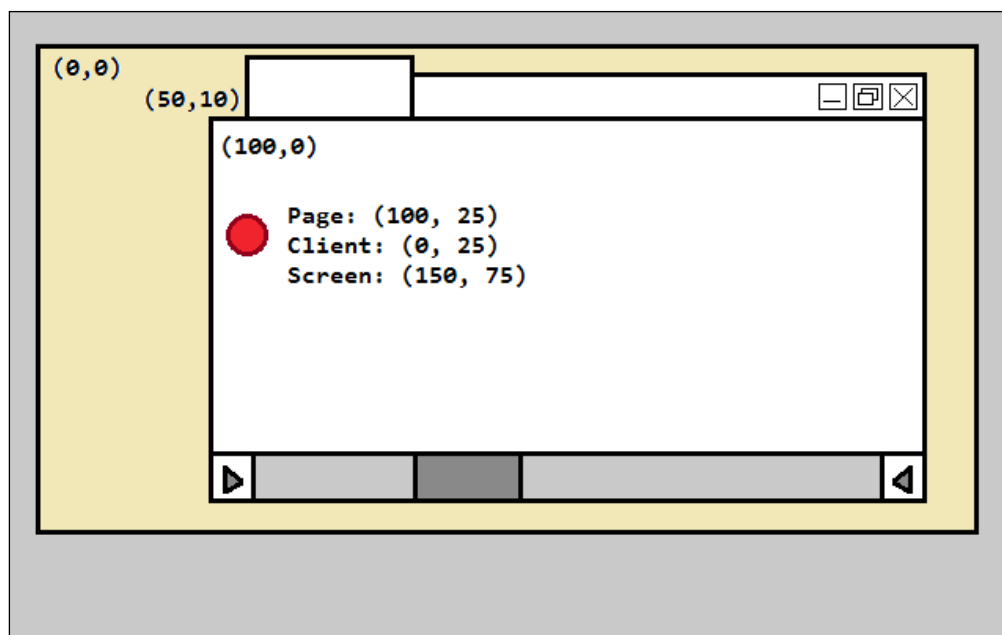 (0,0)
(50,10)
(100,0)
Page: (100, 25)
Client: (0, 25)
Screen: (150, 75)